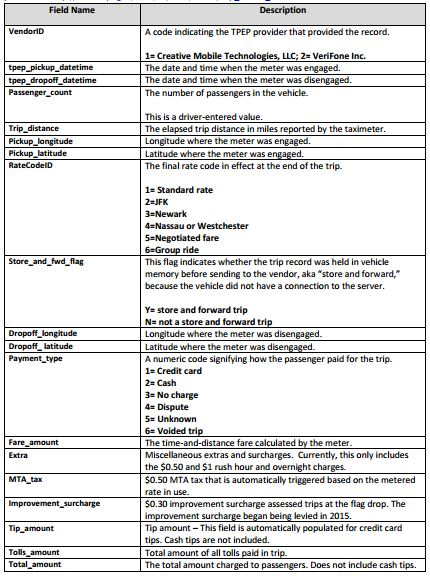 Field Name Description
VendorID A code indicating the TPEP provider that provided the record.
1= Creative Mobile Technologies, LLC; 2= VeriFone Inc.
tpep_pickup_datetime The date and time when the meter was engaged.
tpep_dropoff_datetime The date and time when the meter was disengaged.
Passenger_count The number of passengers in the vehicle.
This is a driver-entered value.
Trip_distance The elapsed trip distance in miles reported by the taximeter.
Pickup_longitude Longitude where the meter was engaged.
Pickup_latitude Latitude where the meter was engaged.
RateCodeID The final rate code in effect at the end of the trip.
1= Standard rate
2=JFK
3=Newark
4=Nassau or Westchester
5=Negotiated fare
6=Group ride
Store_and_fwd_flag This flag indicates whether the trip record was held in vehicle
memory before sending to the vendor, aka “store and forward,”
because the vehicle did not have a connection to the server.
Y= store and forward trip
N= not a store and forward trip
Dropoff_longitude Longitude where the meter was disengaged.
Dropoff_ latitude Latitude where the meter was disengaged.
Payment_type A numeric code signifying how the passenger paid for the trip.
1= Credit card
2= Cash
3= No charge
4= Dispute
5= Unknown
6= Voided trip
Fare_amount The time-and-distance fare calculated by the meter.
Extra Miscellaneous extras and surcharges. Currently, this only includes
the $0.50 and $1 rush hour and overnight charges.
MTA_tax $0.50 MTA tax that is automatically triggered based on the metered
rate in use.
Improvement_surcharge $0.30 improvement surcharge assessed trips at the flag drop. The
improvement surcharge began being levied in 2015.
Tip_amount Tip amount – This field is automatically populated for credit card
tips. Cash tips are not included.
Tolls_amount Total amount of all tolls paid in trip.
Total_amount The total amount charged to passengers. Does not include cash tips.